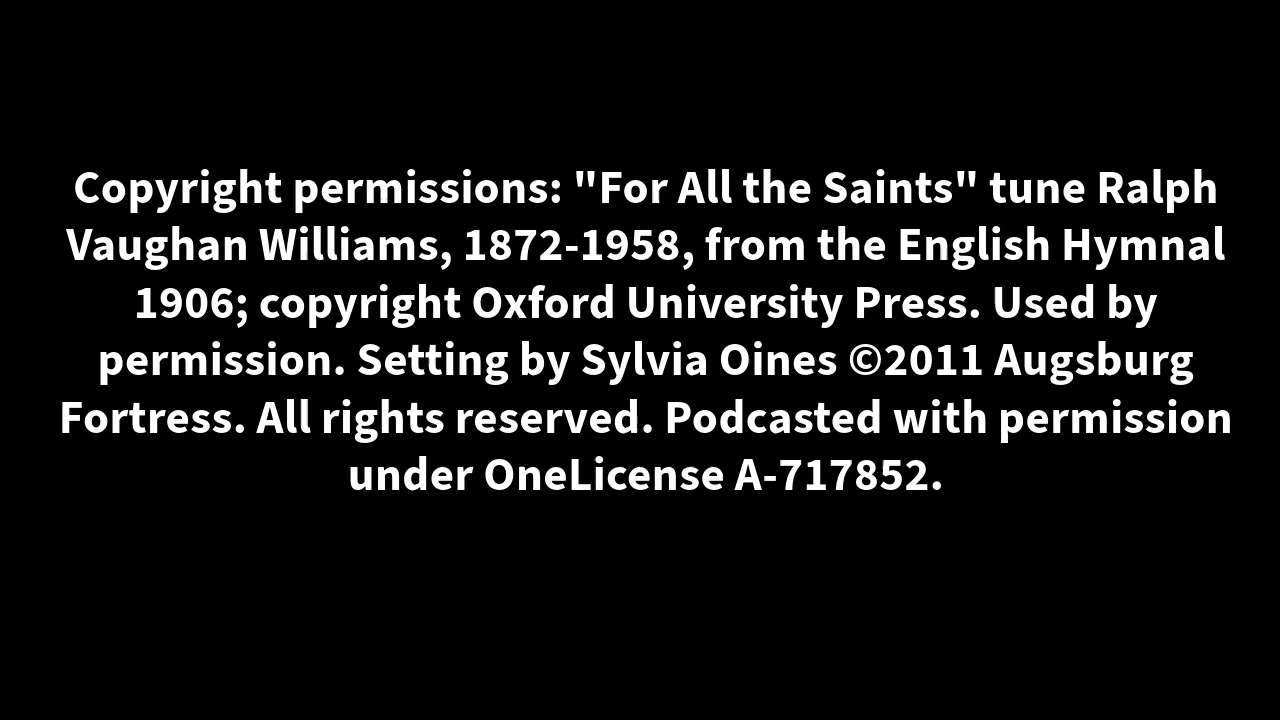 Copyright permissions: "For All the Saints" tune Ralph
Vaughan Williams, 1872-1958, from the English Hymnal
1906; copyright Oxford University Press. Used by
permission. Setting by Sylvia Oines ©2011 Augsburg
Fortress. All rights reserved. Podcasted with permission
under OneLicense A-717852.